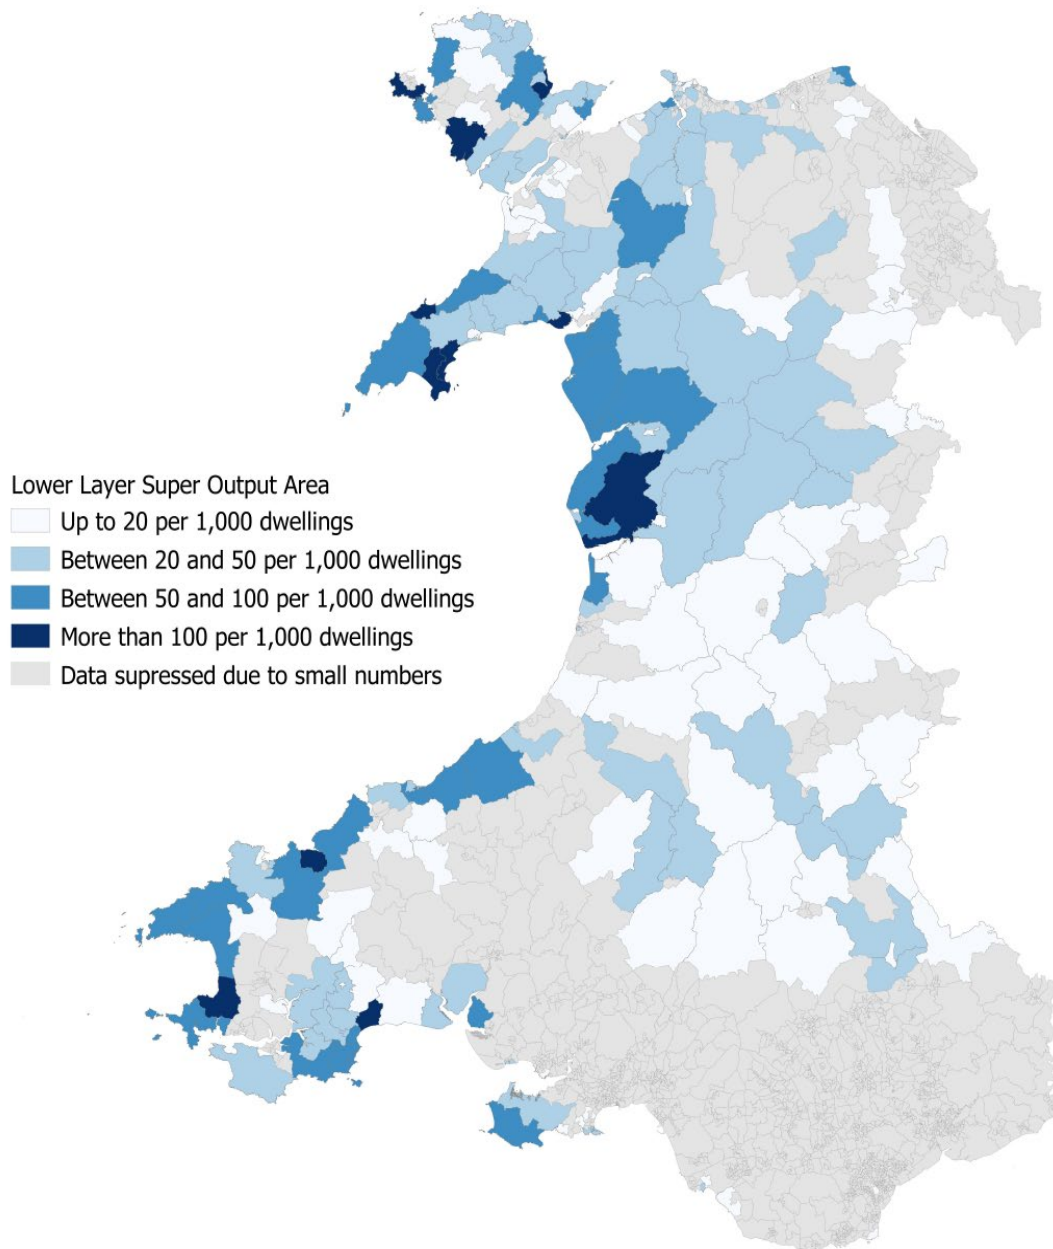 Lower Layer Super Output Area
Up to 20 per 1,000 dwellings
Between 20 and 50 per 1,000 dwellings
Between 50 and 100 per 1,000 dwellings
More than 100 per 1,000 dwellings
Data supressed due to small numbers